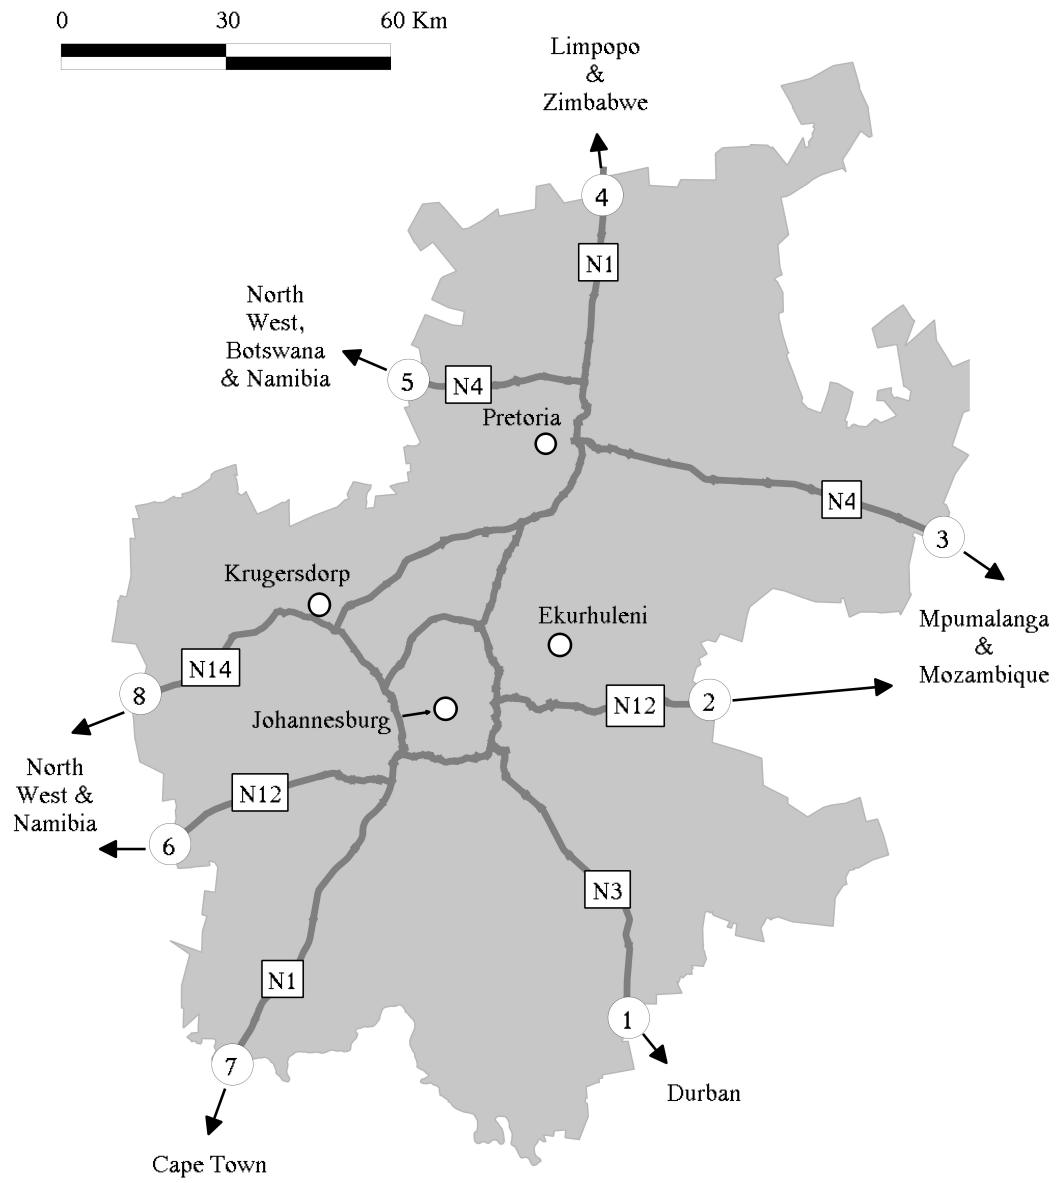 0 30 60 Km
Limpopo
&
Zimbabwe
4
N1
North
West,
Botswana
& Namibia
5
N4
Pretoria
N4
3
Krugersdorp
Ekurhuleni
Mpumalanga
&
Mozambique
N14
8
N12
2
Johannesburg
North
West &
Namibia
N12
6
N3
N1
1
7
Durban
Cape Town